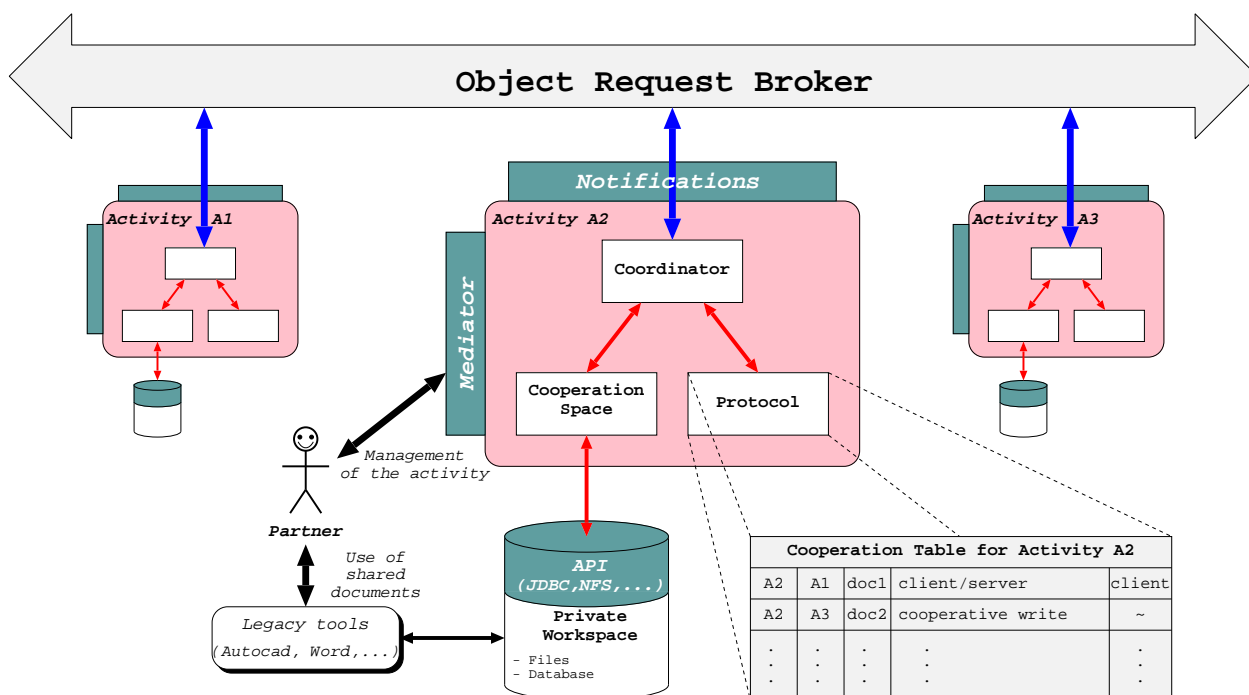 Object Request Broker
Notifications
Activity A1
Activity A2
Activity A3
Mediator
Coordinator
Cooperation
Space
Protocol
Management
of the activity
Partner
Use of
shared
documents
Legacy tools
(Autocad, Word,...)
API
(JDBC,NFS,...)
Private
Workspace
- Files
- Database
Cooperation Table for Activity A2
A2 A1 doc1 client/server client
A2 A3 doc2 cooperative write ~
. . . . .
. . . . .
. . . . .